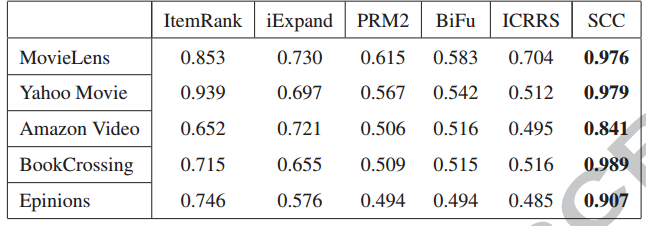 ItemRank iExpand PRM2 BiFu ICRRS SCC
MovieLens 0.853 0.730 0.615 0.583 0.704 0.976
Yahoo Movie 0.939 0.697 0.567 0.542 0.512 0.979
Amazon Video 0.652 0.721 0.506 0.516 0.495 0.841
BookCrossing 0.715 0.655 0.509 0.515 0.516 0.989
Epinions 0.746 0.576 0.494 0.494 0.485 0.907